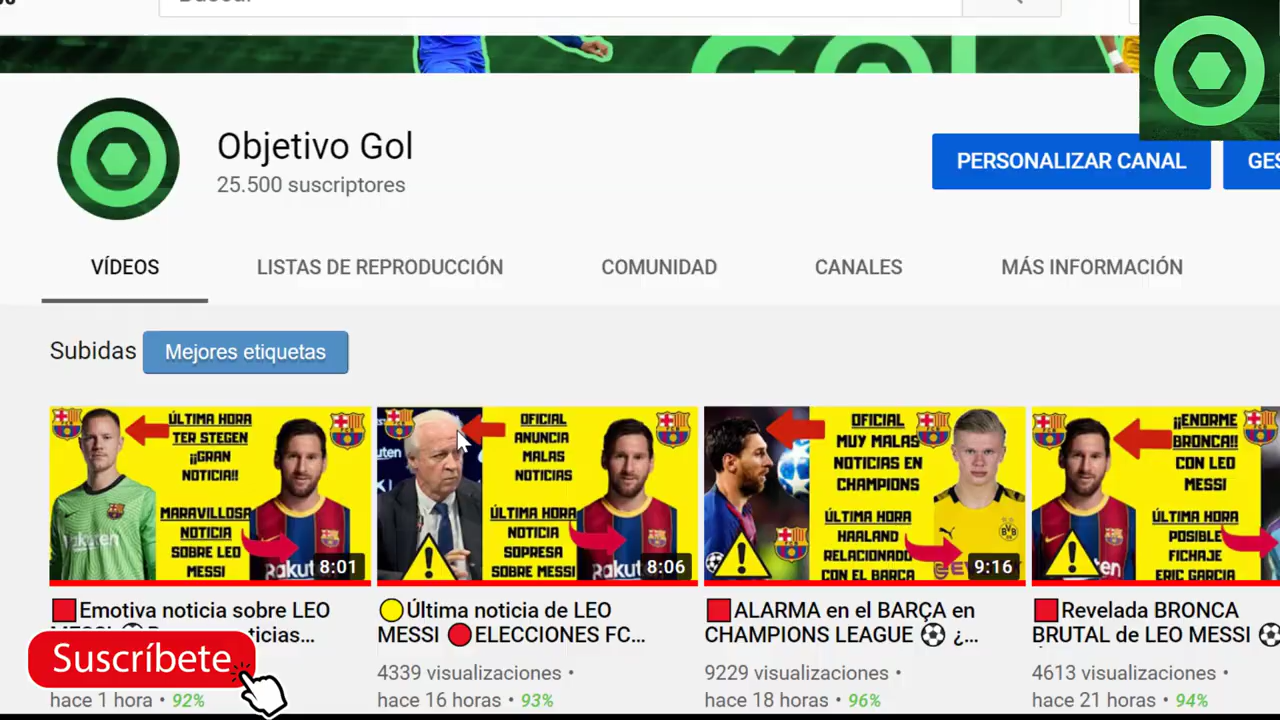 Buscar
GOL
Objetivo Gol
25.500 suscriptores
PERSONALIZAR CANAL
GES
VÍDEOS
LISTAS DE REPRODUCCIÓN
COMUNIDAD
CANALES
MÁS INFORMACIÓN
Subidas
Mejores etiquetas
ÚLTIMA HORA
TER STEGEN
¡¡GRAN
NOTICIA!!
MARAVILLOSA
NOTICIA
SOBRE LEO
MESSI
8:01
OFICIAL
ANUNCIA
MALAS
NOTICIAS
ÚLTIMA HORA
NOTICIA
SOPRESA
SOBRE MESSI
8:06
OFICIAL
MUY MALAS
NOTICIAS EN
CHAMPIONS
ÚLTIMA HORA
HAALAND
RELACIONADO
CON EL BARÇA
9:16
¡¡ENORME
BRONCA!!
CON LEO
MESSI
ÚLTIMA HORA
POSIBLE
FICHAJE
ERIC GARCIA
Emotiva noticia sobre LEO
hace 1 hora • 92%
Última noticia de LEO
MESSI ELECCIONES FC...
4339 visualizaciones •
hace 16 horas • 93%
ALARMA en el BARÇA en
CHAMPIONS LEAGUE ⚽ ¿...
9229 visualizaciones •
hace 18 horas • 96%
Revelada BRONCA
BRUTAL de LEO MESSI ⚽
4613 visualizaciones •
hace 21 horas • 94%
Suscríbete